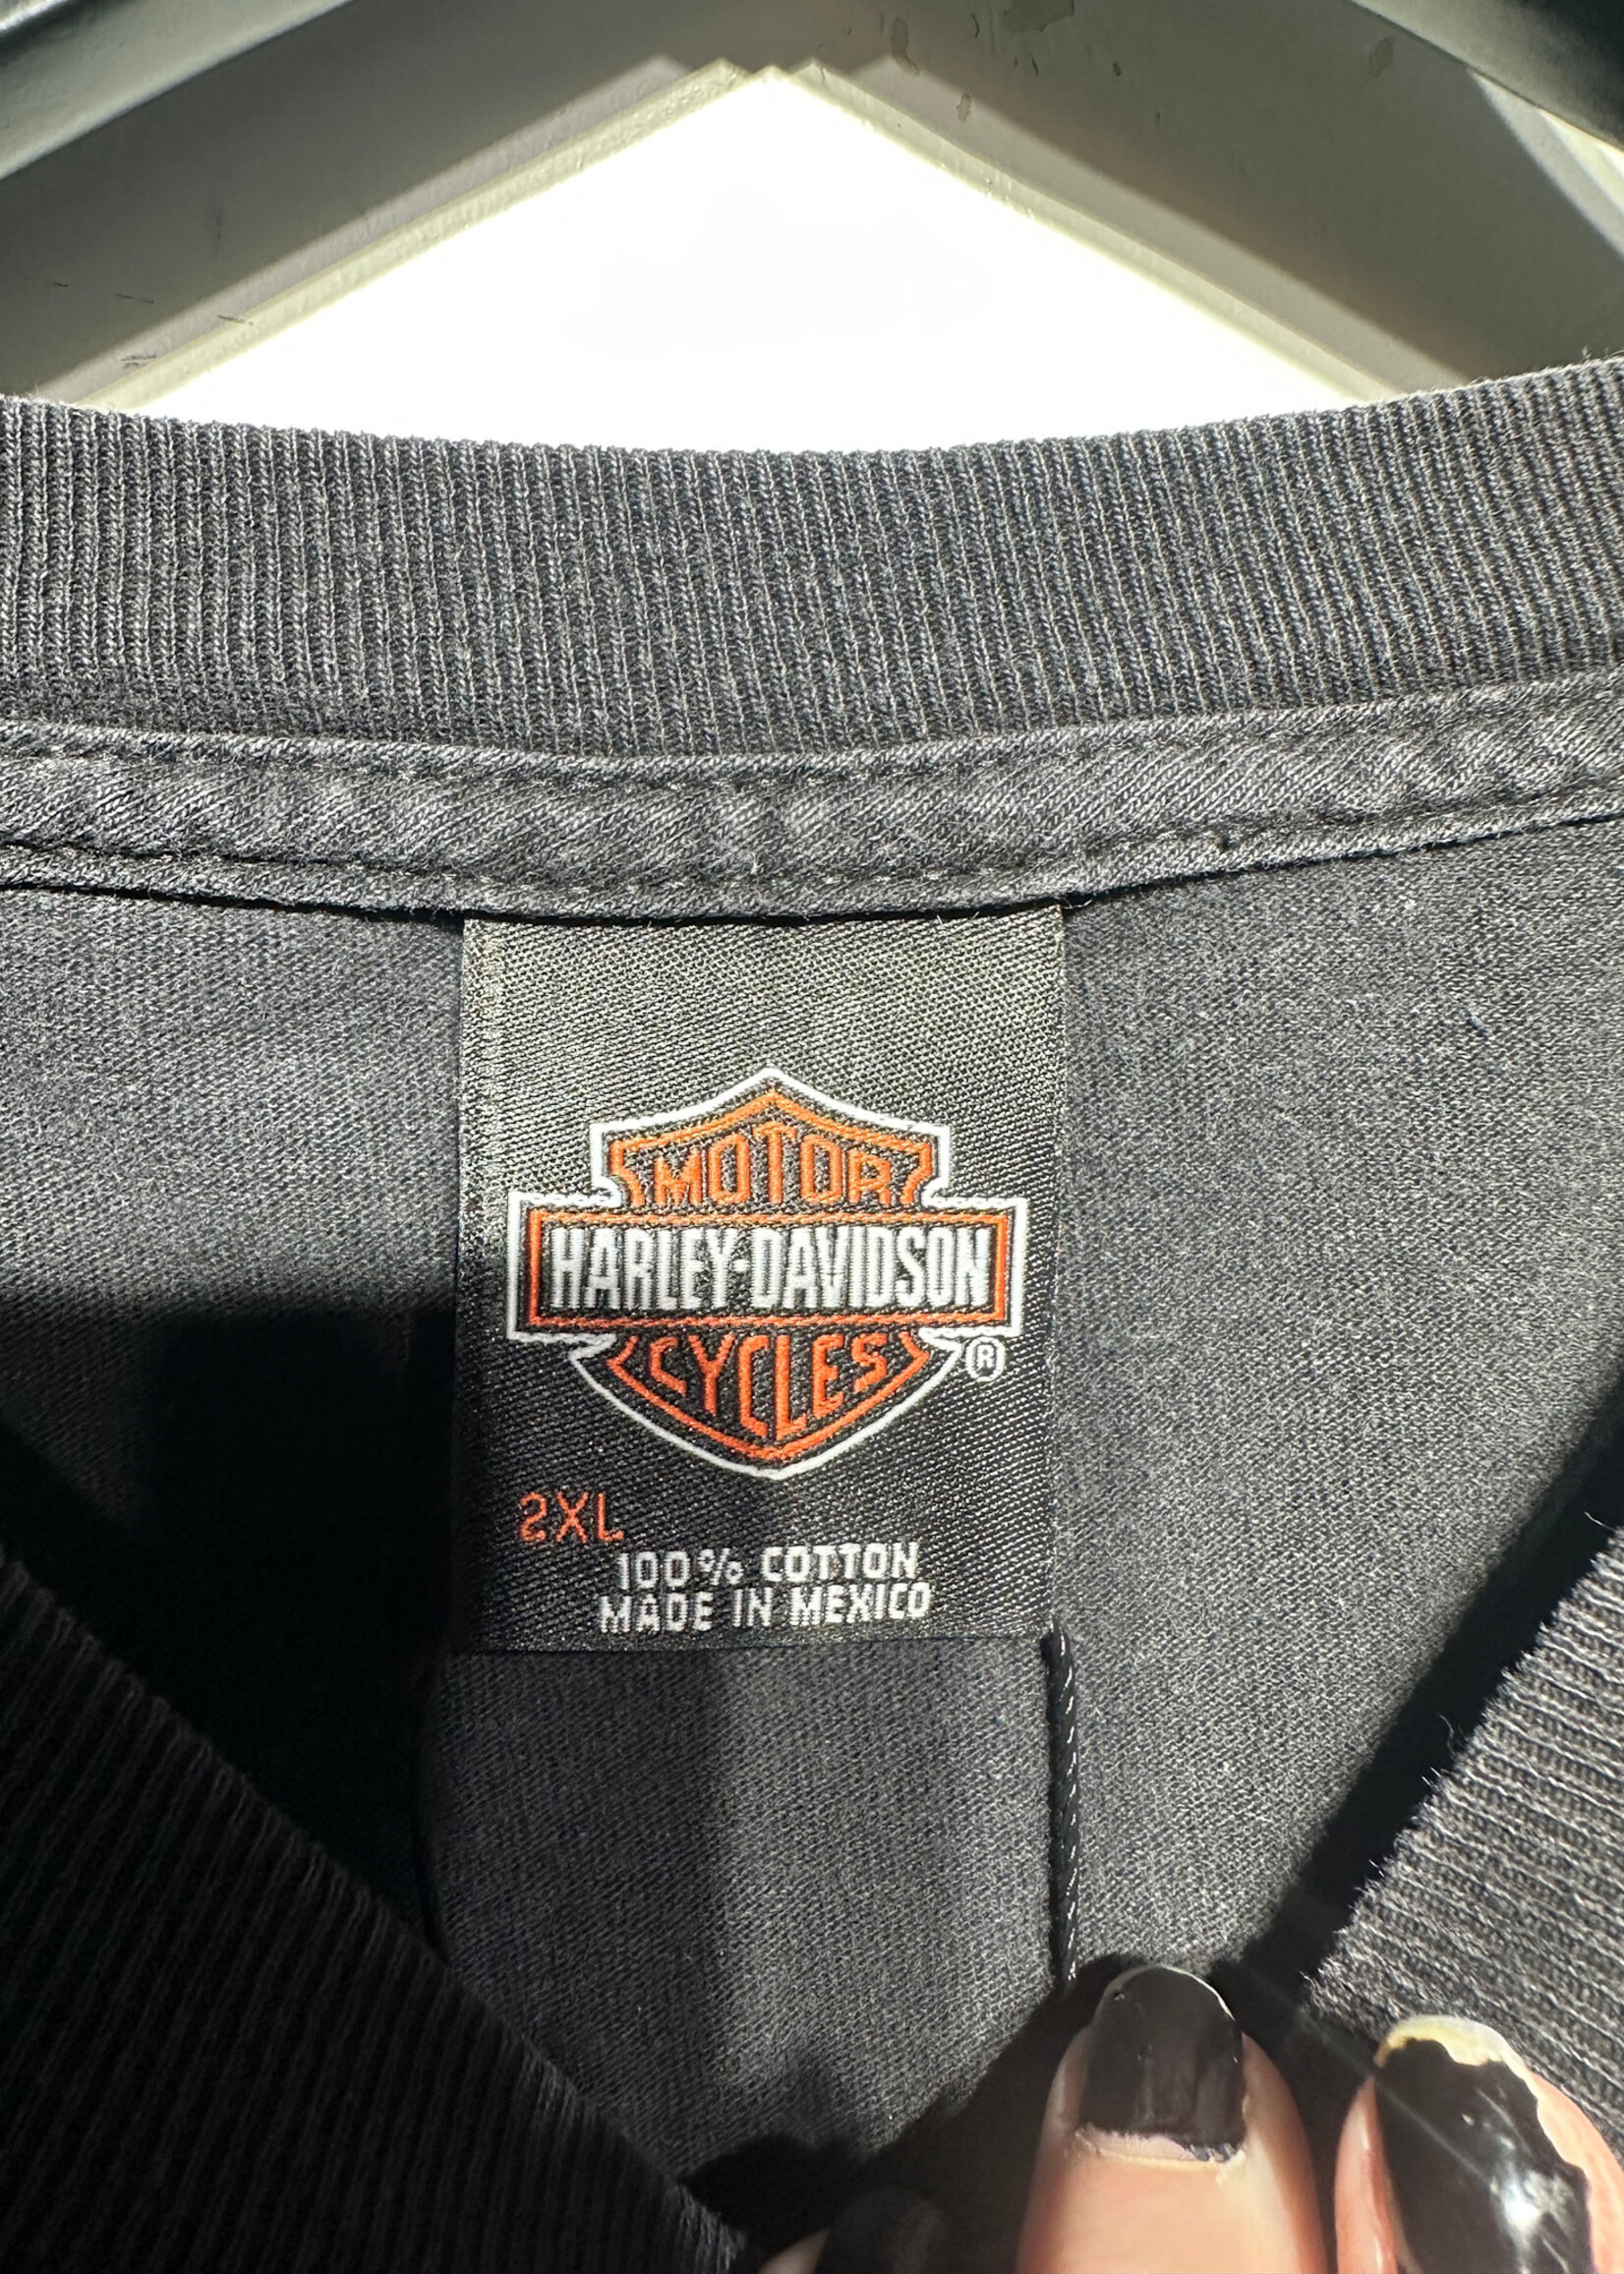 MOTOR
HARLEY-DAVIDSON
CYCLES
®
2XL
100% COTTON
MADE IN MEXICO